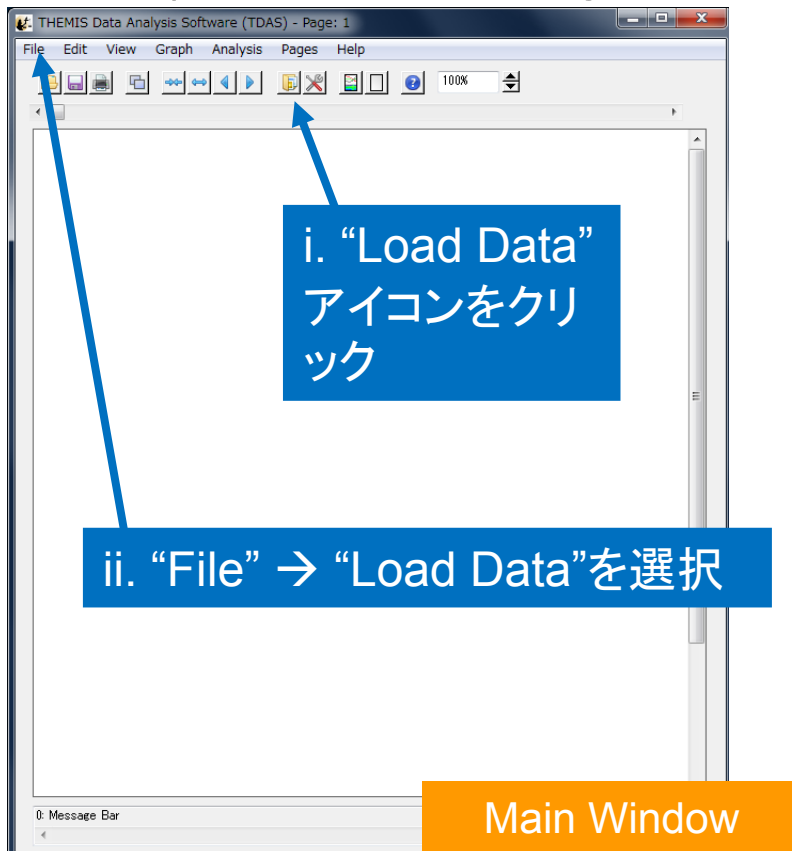 THEMIS Data Analysis Software (TDAS) - Page: 1
File Edit View Graph Analysis Pages Help
100%
i. “Load Data”
アイコンをクリ
ック
ii. “File” → “Load Data”を選択
0: Message Bar
Main Window